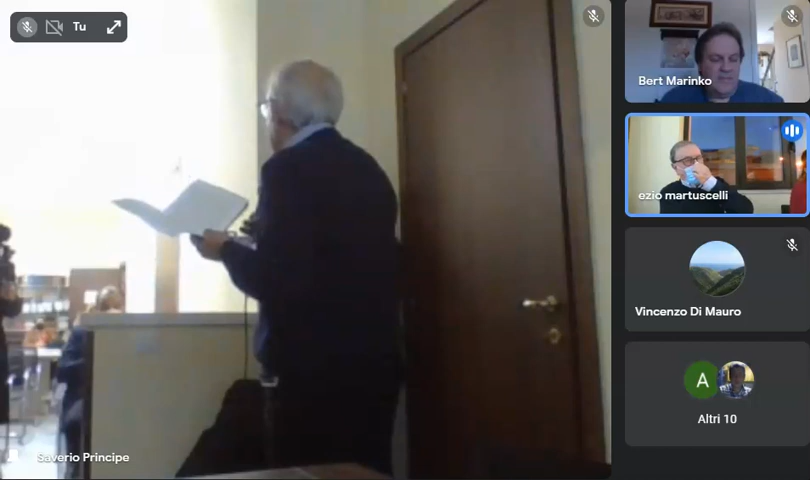 Tu
Saverio Principe
Bert Marinko
ezio martuscelli
Vincenzo Di Mauro
A
Altri 10